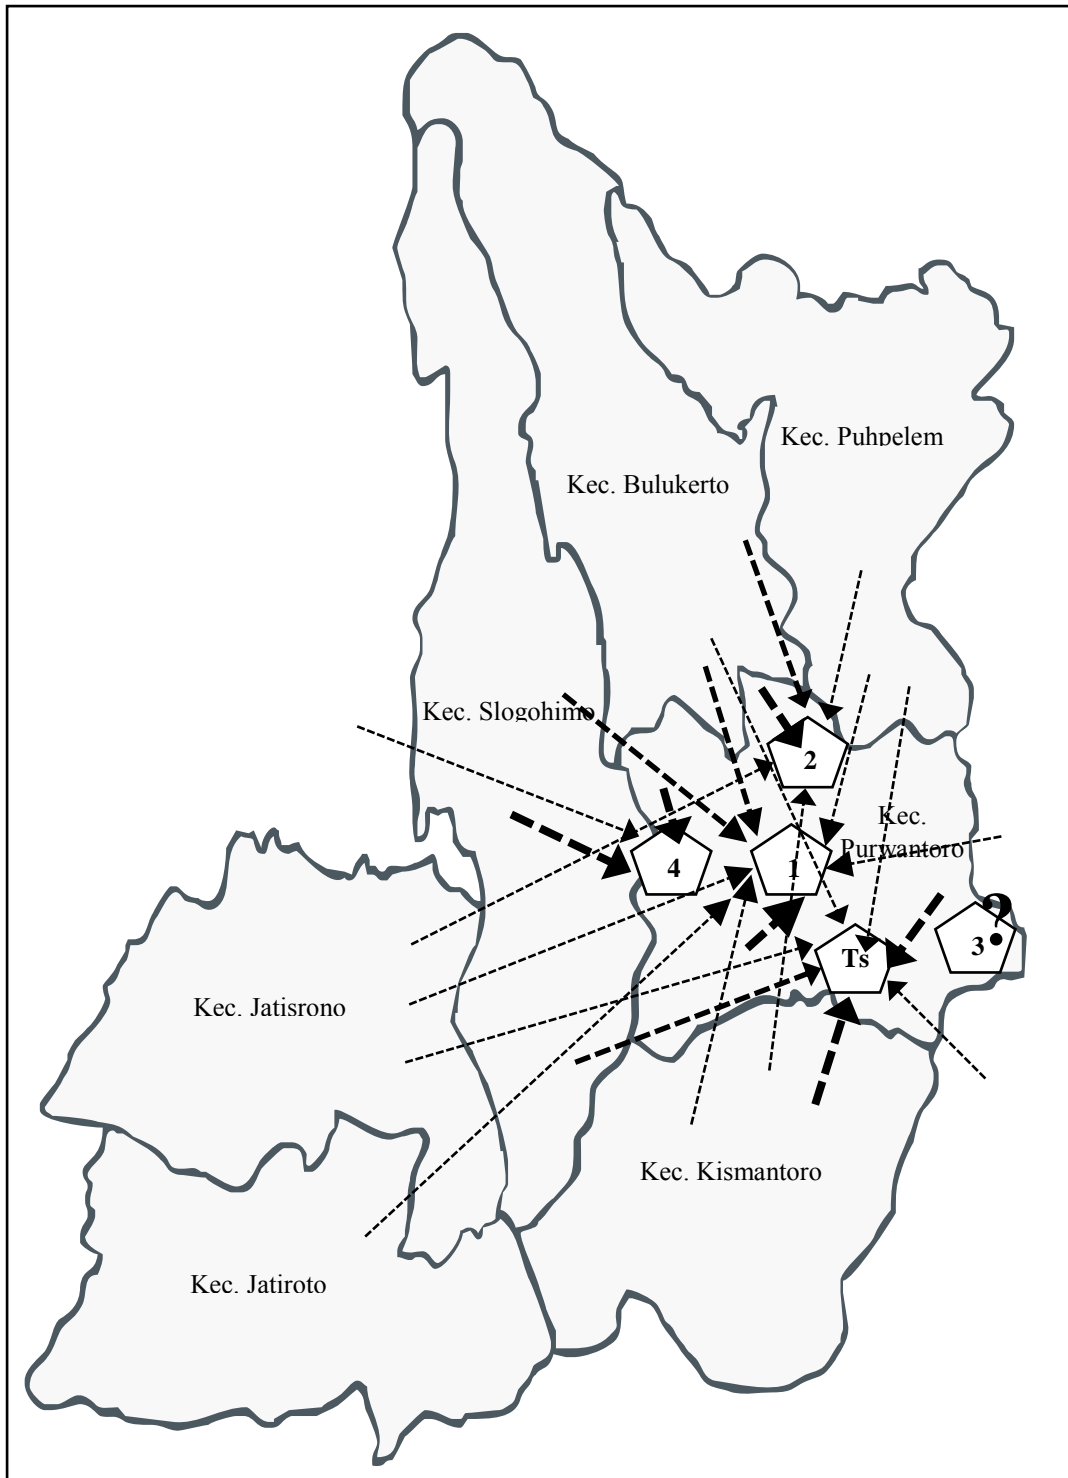 Kec. Puhpelem
Kec. Bulukerto
Kec. Slogohimo
2
Kec.
Purwantoro
4
1
3
?
Ts
Kec. Jatisrono
Kec. Kismantoro
Kec. Jatiroto